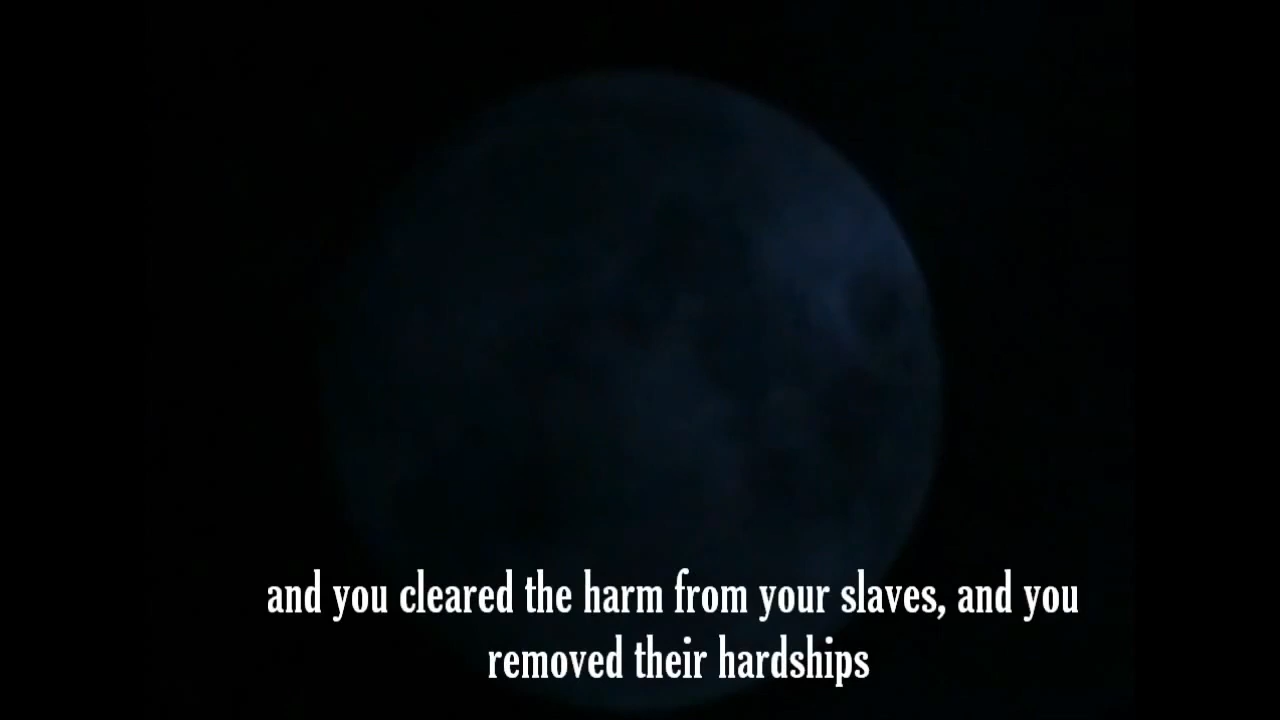 and you cleared the harm from your slaves, and you
removed their hardships